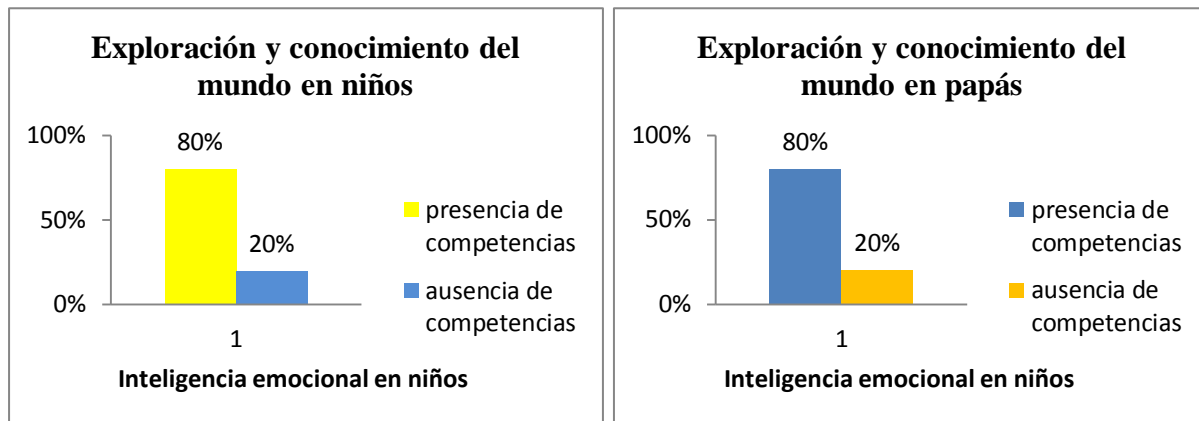 Exploración y conocimiento del
mundo en niños
100%
80%
50%
20%
0%
1
presencia de
competencias
ausencia de
competencias
Inteligencia emocional en niños
Exploración y conocimiento del
mundo en papás
100%
80%
50%
20%
0%
1
presencia de
competencias
ausencia de
competencias
Inteligencia emocional en niños